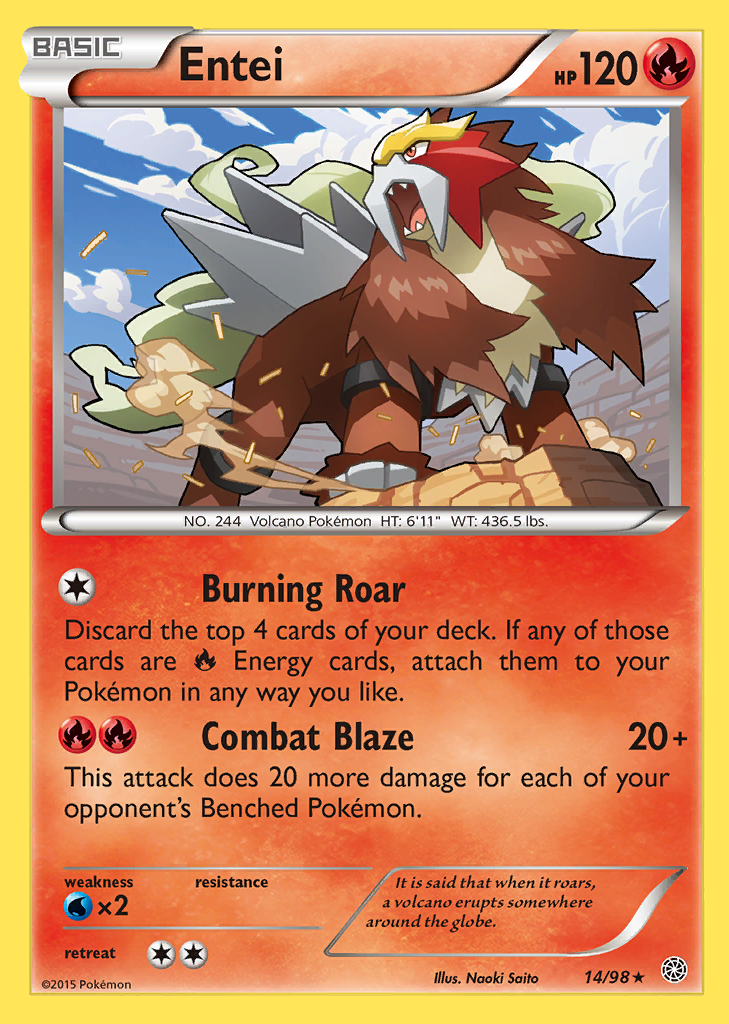 BASIC
Entei
HP 120
NO. 244 Volcano Pokémon HT: 6'11" WT: 436.5 lbs.
Burning Roar
Discard the top 4 cards of your deck. If any of those
cards are Energy cards, attach them to your
Pokémon in any way you like.
Combat Blaze 20+
This attack does 20 more damage for each of your
opponent's Benched Pokémon.
weakness resistance
×2
It is said that when it roars,
a volcano erupts somewhere
around the globe.
retreat
©2015 Pokémon
Illus. Naoki Saito 14/98 ★